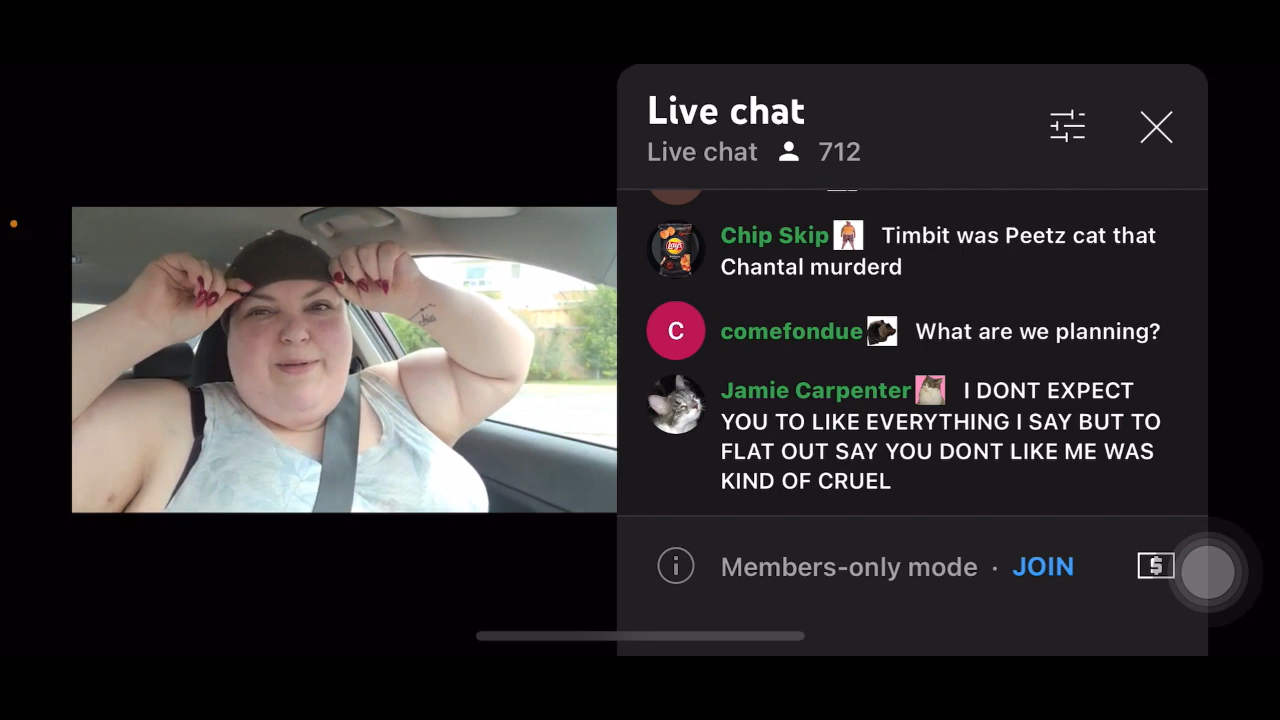 Live chat
Live chat 712
Chip Skip Timbit was Peetz cat that
Chantal murderd
C
comefondue What are we planning?
Jamie Carpenter I DONT EXPECT
YOU TO LIKE EVERYTHING I SAY BUT TO
FLAT OUT SAY YOU DONT LIKE ME WAS
KIND OF CRUEL
Members-only mode · JOIN